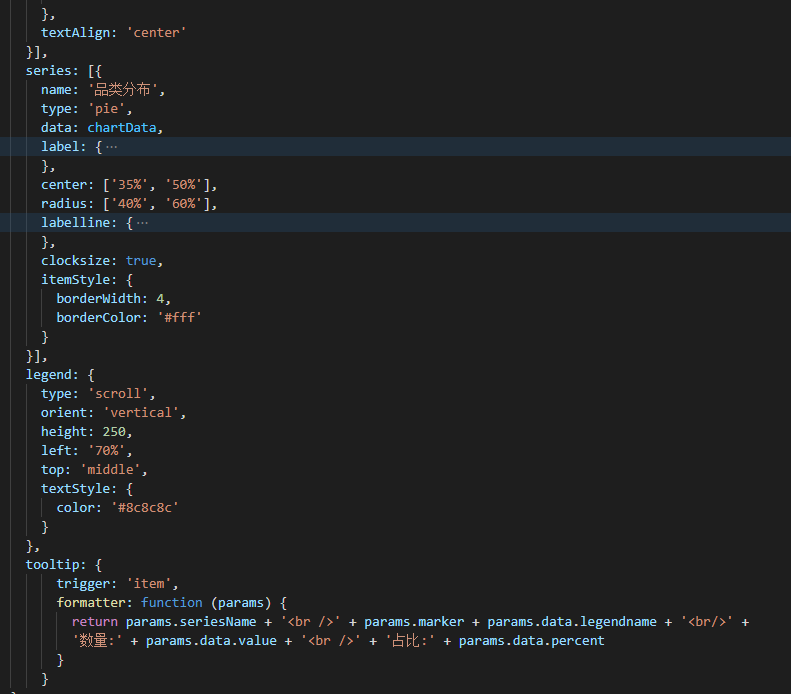 },
textAlign: 'center'
}],
series: [{
name: '品类分布',
type: 'pie',
data: chartData,
label: {···
},
center: ['35%', '50%'],
radius: ['40%', '60%'],
labelline: {···
},
clocksize: true,
itemStyle: {
borderWidth: 4,
borderColor: '#fff'
}
}],
legend: {
type: 'scroll',
orient: 'vertical',
height: 250,
left: '70%',
top: 'middle',
textStyle: {
color: '#8c8c8c'
}
},
tooltip: {
trigger: 'item',
formatter: function (params) {
return params.seriesName + '<br />' + params.marker + params.data.legendname + '<br/>' +
'数量:' + params.data.value + '<br />' + '占比:' + params.data.percent
}
}